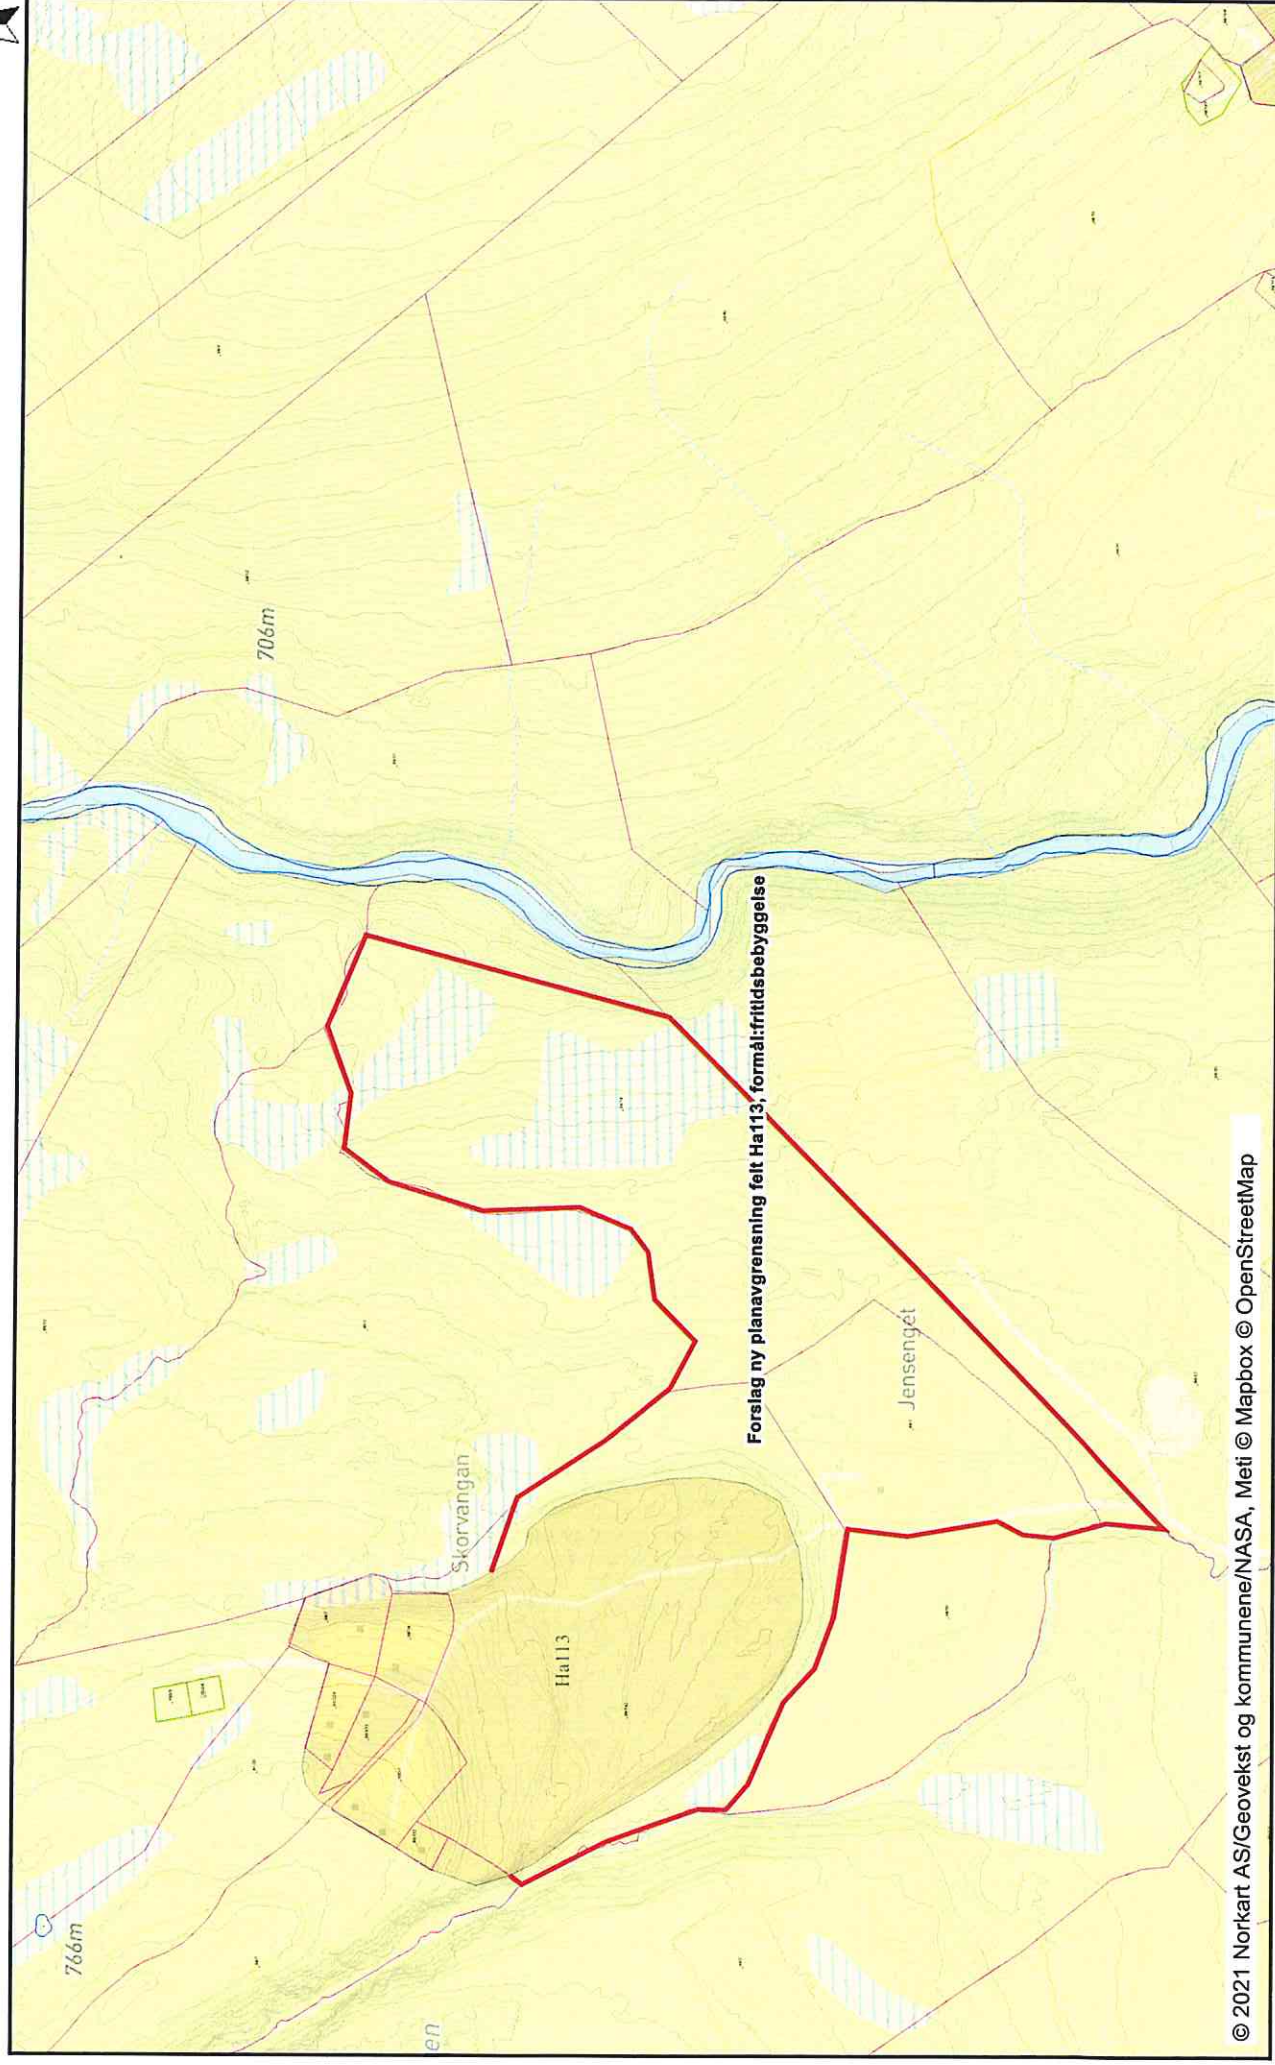 766m
en
Skorvangan
Ha113
706m
Forslag ny planavgrensning felt Ha113, formål:fritidsbebyggelse
Jensenget
© 2021 Norkart AS/Geovekst og kommunene/NASA, Meti © Mapbox © OpenStreetMap